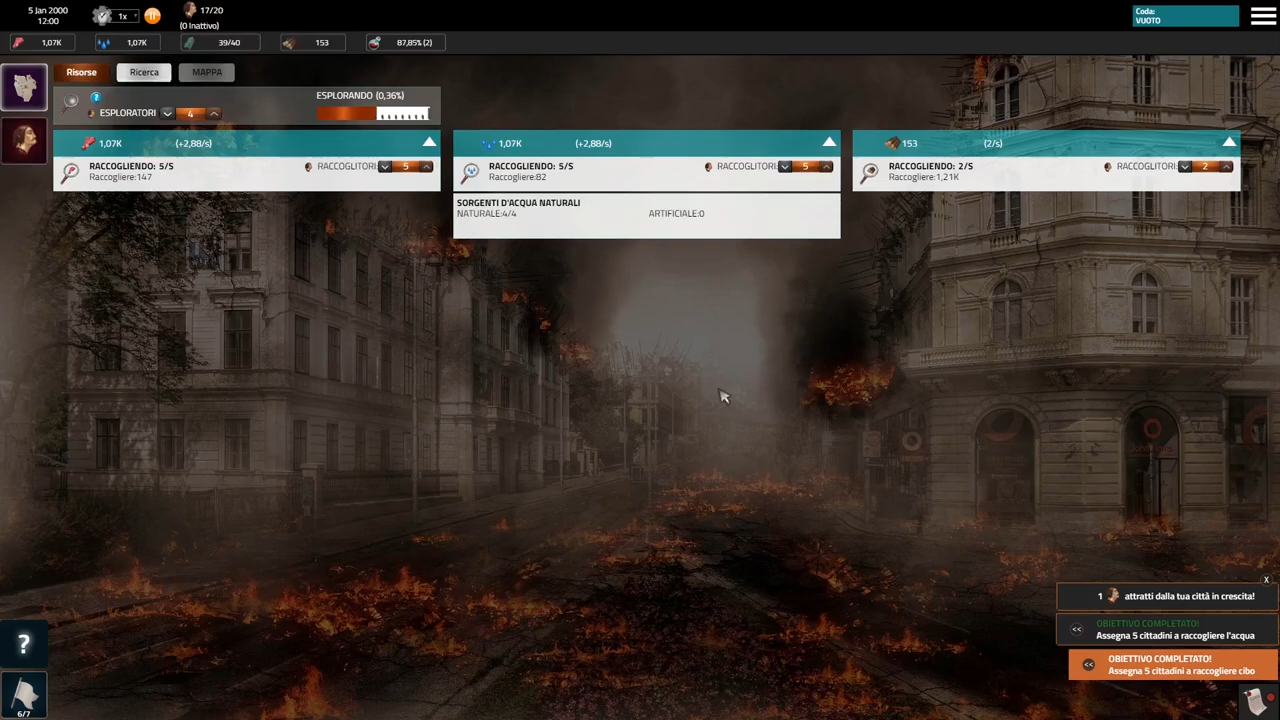 5 Jan 2000
12:00
1x
17/20
(0 Inattivo)
Coda:
VUOTO
1,07K
1,07K
39/40
153
87,85% (2)
Risorse
Ricerca
MAPPA
?
ESPLORATORI
4
ESPLORANDO (0,36%)
1,07K
(+2,88/s)
RACCOGLIENDO: 5/S
Raccogliere:147
RACCOGLITORI:
5
1,07K
(+2,88/s)
RACCOGLIENDO: 5/S
Raccogliere:82
RACCOGLITORI:
5
SORGENTI D'ACQUA NATURALI
NATURALE:4/4
ARTIFICIALE:0
153
(2/s)
RACCOGLIENDO: 2/S
Raccogliere:1,21K
RACCOGLITORI:
2
X
1 attratti dalla tua città in crescita!
<<
OBIETTIVO COMPLETATO!
Assegna 5 cittadini a raccogliere l'acqua
<<
OBIETTIVO COMPLETATO!
Assegna 5 cittadini a raccogliere cibo
?
6/7